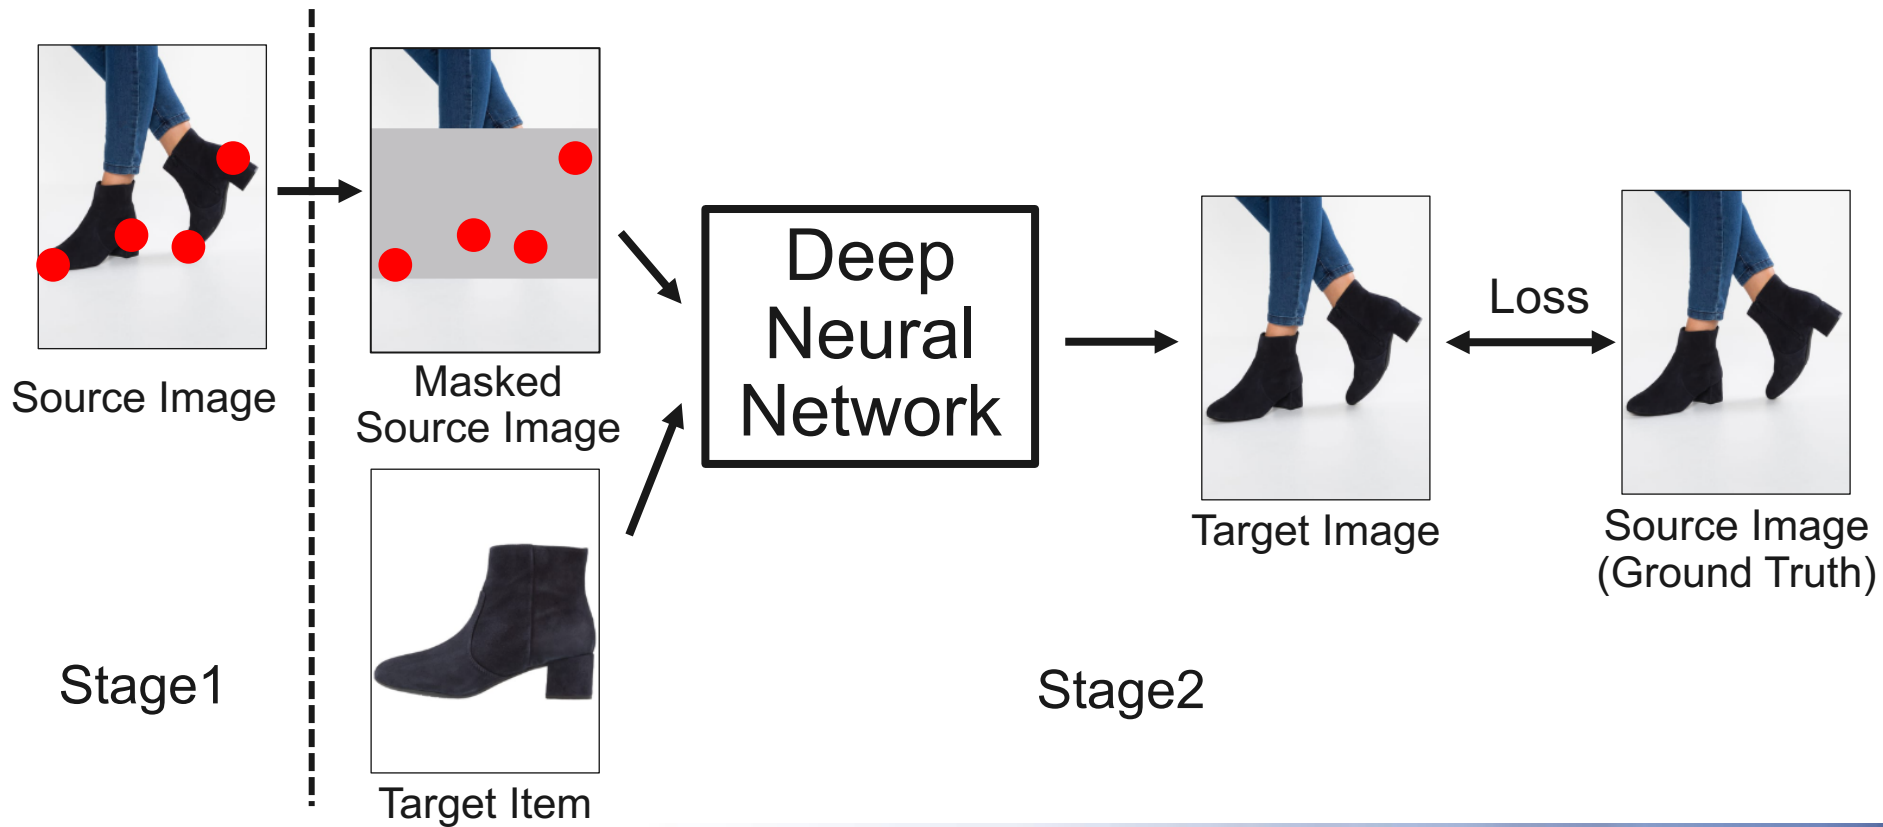 Source Image
Masked
Source Image
Target Item
Deep
Neural
Network
Target Image
Loss
Source Image
(Ground Truth)
Stage1
Stage2